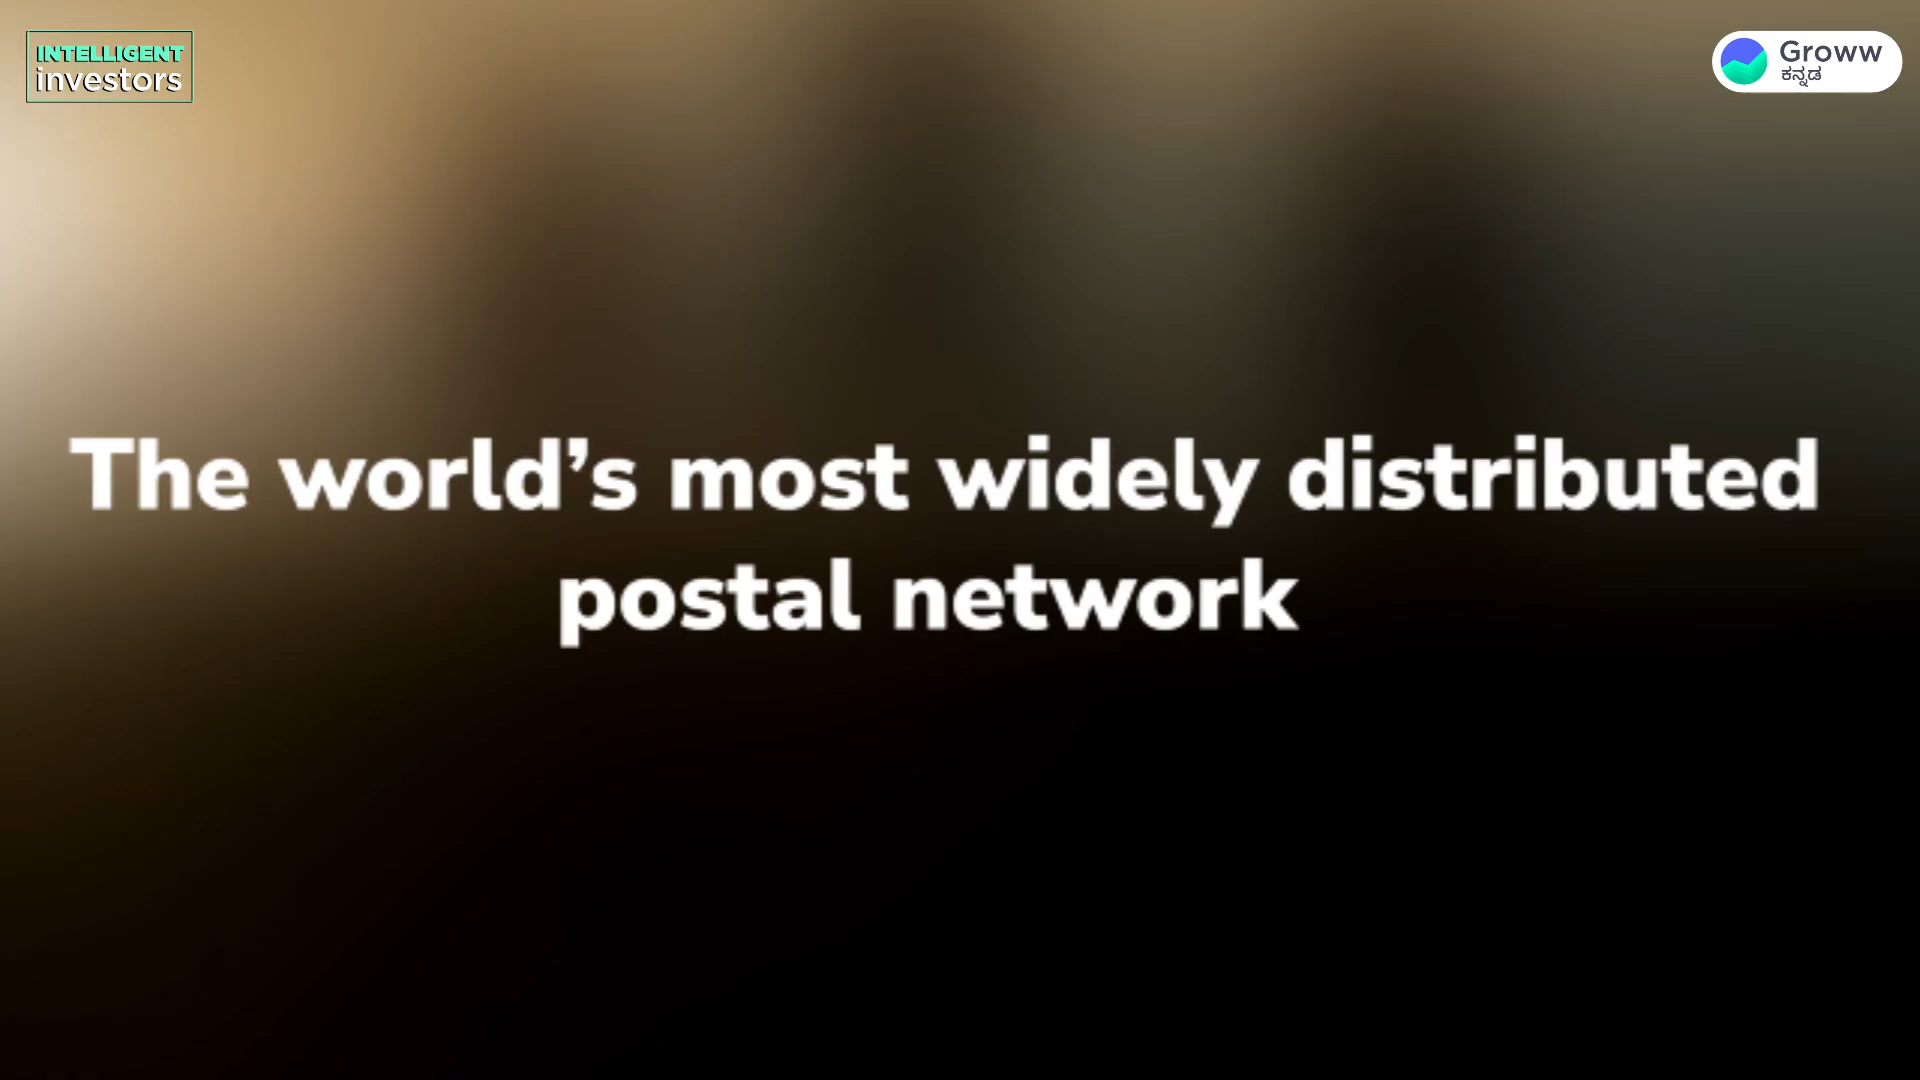 INTELLIGENT
investors
Groww
ಕನ್ನಡ
The world’s most widely distributed
postal network